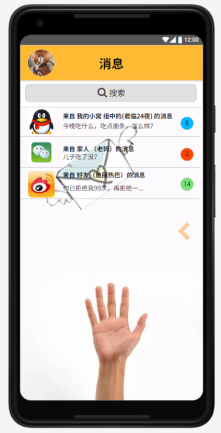 12:00
消息
搜索
来自 我的小窝 组中的(君临24夜) 的消息
今晚吃什么，吃点面条，怎么样?
8
来自 家人 （老妈）的消息
儿子吃了没?
2
来自 好友（迪丽热巴）的消息
你已拒绝我99次，再拒绝一...
14